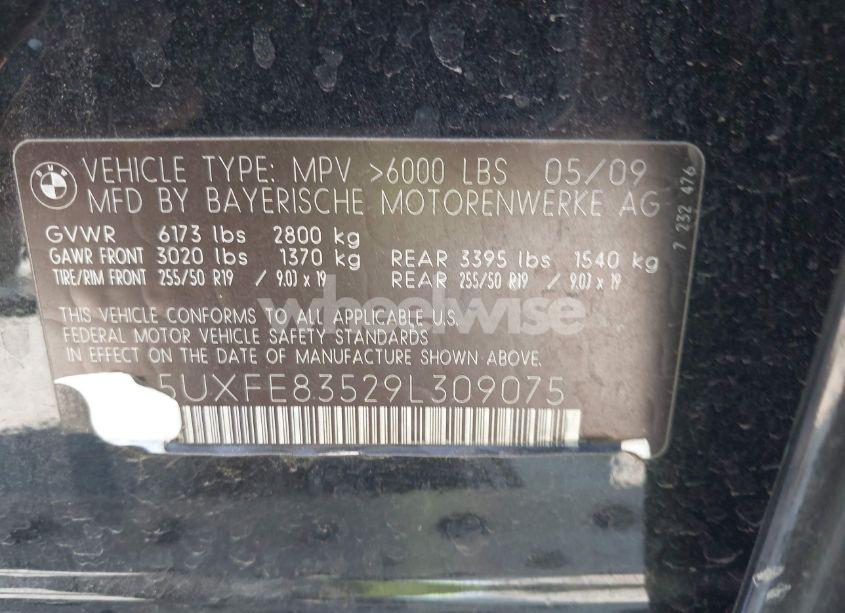 BMW
VEHICLE TYPE: MPV >6000 LBS 05/09
MFD BY BAYERISCHE MOTORENWERKE AG
GVWR 6173 lbs 2800 kg
GAWR FRONT 3020 lbs 1370 kg REAR 3395 lbs 1540 kg
TIRE/RIM FRONT 255/50 R19 / 9.0J x 19 REAR 255/50 R19 / 9.0J x 19
THIS VEHICLE CONFORMS TO ALL APPLICABLE U.S.
FEDERAL MOTOR VEHICLE SAFETY STANDARDS
IN EFFECT ON THE DATE OF MANUFACTURE SHOWN ABOVE.
5UXFE83529L309075
7 232 476
wheelwise